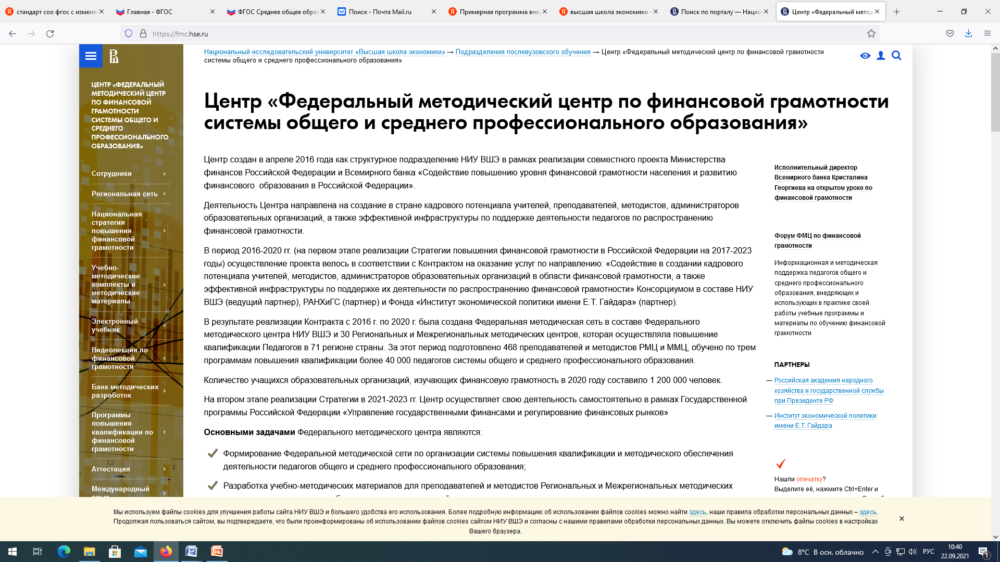 стандарт соо фгос с измене
Главная - ФГОС
ФГОС Среднее общее образ
Поиск - Почта Mail.ru
Примерная программа вне
высшая школа экономики -
Поиск по порталу — Нацио
Центр «Федеральный метод
https://fmc.hse.ru
Национальный исследовательский университет «Высшая школа экономики» → Подразделения послевузовского обучения → Центр «Федеральный методический центр по финансовой грамотности
системы общего и среднего профессионального образования»
ЦЕНТР «ФЕДЕРАЛЬНЫЙ
МЕТОДИЧЕСКИЙ ЦЕНТР
ПО ФИНАНСОВОЙ
ГРАМОТНОСТИ
СИСТЕМЫ ОБЩЕГО И
СРЕДНЕГО
ПРОФЕССИОНАЛЬНОГО
ОБРАЗОВАНИЯ»
Сотрудники
Региональная сеть
Национальная
стратегия
повышения
финансовой
грамотности
Учебно-
методические
комплекты и
методические
материалы
Электронный
учебник
Видеолекции по
финансовой
грамотности
12
Банк методических
разработок
Программы
повышения
квалификации по
финансовой
грамотности
1,5
2
Аттестация
Международный
Центр «Федеральный методический центр по финансовой грамотности
системы общего и среднего профессионального образования»
Центр создан в апреле 2016 года как структурное подразделение НИУ ВШЭ в рамках реализации совместного проекта Министерства
финансов Российской Федерации и Всемирного банка «Содействие повышению уровня финансовой грамотности населения и развитию
финансового образования в Российской Федерации».
Деятельность Центра направлена на создание в стране кадрового потенциала учителей, преподавателей, методистов, администраторов
образовательных организаций, а также эффективной инфраструктуры по поддержке деятельности педагогов по распространению
финансовой грамотности.
В период 2016-2020 гг. (на первом этапе реализации Стратегии повышения финансовой грамотности в Российской Федерации на 2017-2023
годы) осуществление проекта велось в соответствии с Контрактом на оказание услуг по направлению: «Содействие в создании кадрового
потенциала учителей, методистов, администраторов образовательных организаций в области финансовой грамотности, а также
эффективной инфраструктуры по поддержке их деятельности по распространению финансовой грамотности» Консорциумом в составе НИУ
ВШЭ (ведущий партнер), РАНХиГС (партнер) и Фонда «Институт экономической политики имени Е.Т. Гайдара» (партнер).
В результате реализации Контракта с 2016 г. по 2020 г. была создана Федеральная методическая сеть в составе Федерального
методического центра НИУ ВШЭ и 30 Региональных и Межрегиональных методических центров, которая осуществляла повышение
квалификации Педагогов в 71 регионе страны. За этот период подготовлено 468 преподавателей и методистов РМЦ и ММЦ, обучено по трем
программам повышения квалификации более 40 000 педагогов системы общего и среднего профессионального образования.
Количество учащихся образовательных организаций, изучающих финансовую грамотность в 2020 году составило 1 200 000 человек.
На втором этапе реализации Стратегии в 2021-2023 гг. Центр осуществляет свою деятельность самостоятельно в рамках Государственной
программы Российской Федерации «Управление государственными финансами и регулирование финансовых рынков»
Основными задачами Федерального методического центра являются:
Формирование Федеральной методической сети по организации системы повышения квалификации и методического обеспечения
деятельности педагогов общего и среднего профессионального образования;
Разработка учебно-методических материалов для преподавателей и методистов Региональных и Межрегиональных методических
Исполнительный директор
Всемирного банка Кристалина
Георгиева на открытом уроке по
финансовой грамотности
Форум ФМЦ по финансовой
грамотности
Информационная и методическая
поддержка педагогов общего и
среднего профессионального
образования, внедряющих и
использующих в практике своей
работы учебные программы и
материалы по обучению финансовой
грамотности
ПАРТНЕРЫ
— Российская академия народного
хозяйства и государственной службы
при Президенте РФ
— Институт экономической политики
имени Е.Т. Гайдара
Нашли опечатку?
Выделите её, нажмите Ctrl+Enter и
Мы используем файлы cookies для улучшения работы сайта НИУ ВШЭ и большего удобства его использования. Более подробную информацию об использовании файлов cookies можно найти здесь, наши правила обработки персональных данных – здесь.
Продолжая пользоваться сайтом, вы подтверждаете, что были проинформированы об использовании файлов cookies сайтом НИУ ВШЭ и согласны с нашими правилами обработки персональных данных. Вы можете отключить файлы cookies в настройках
Вашего браузера.
8°C В осн. облачно
РУС
10:40
22.09.2021
1